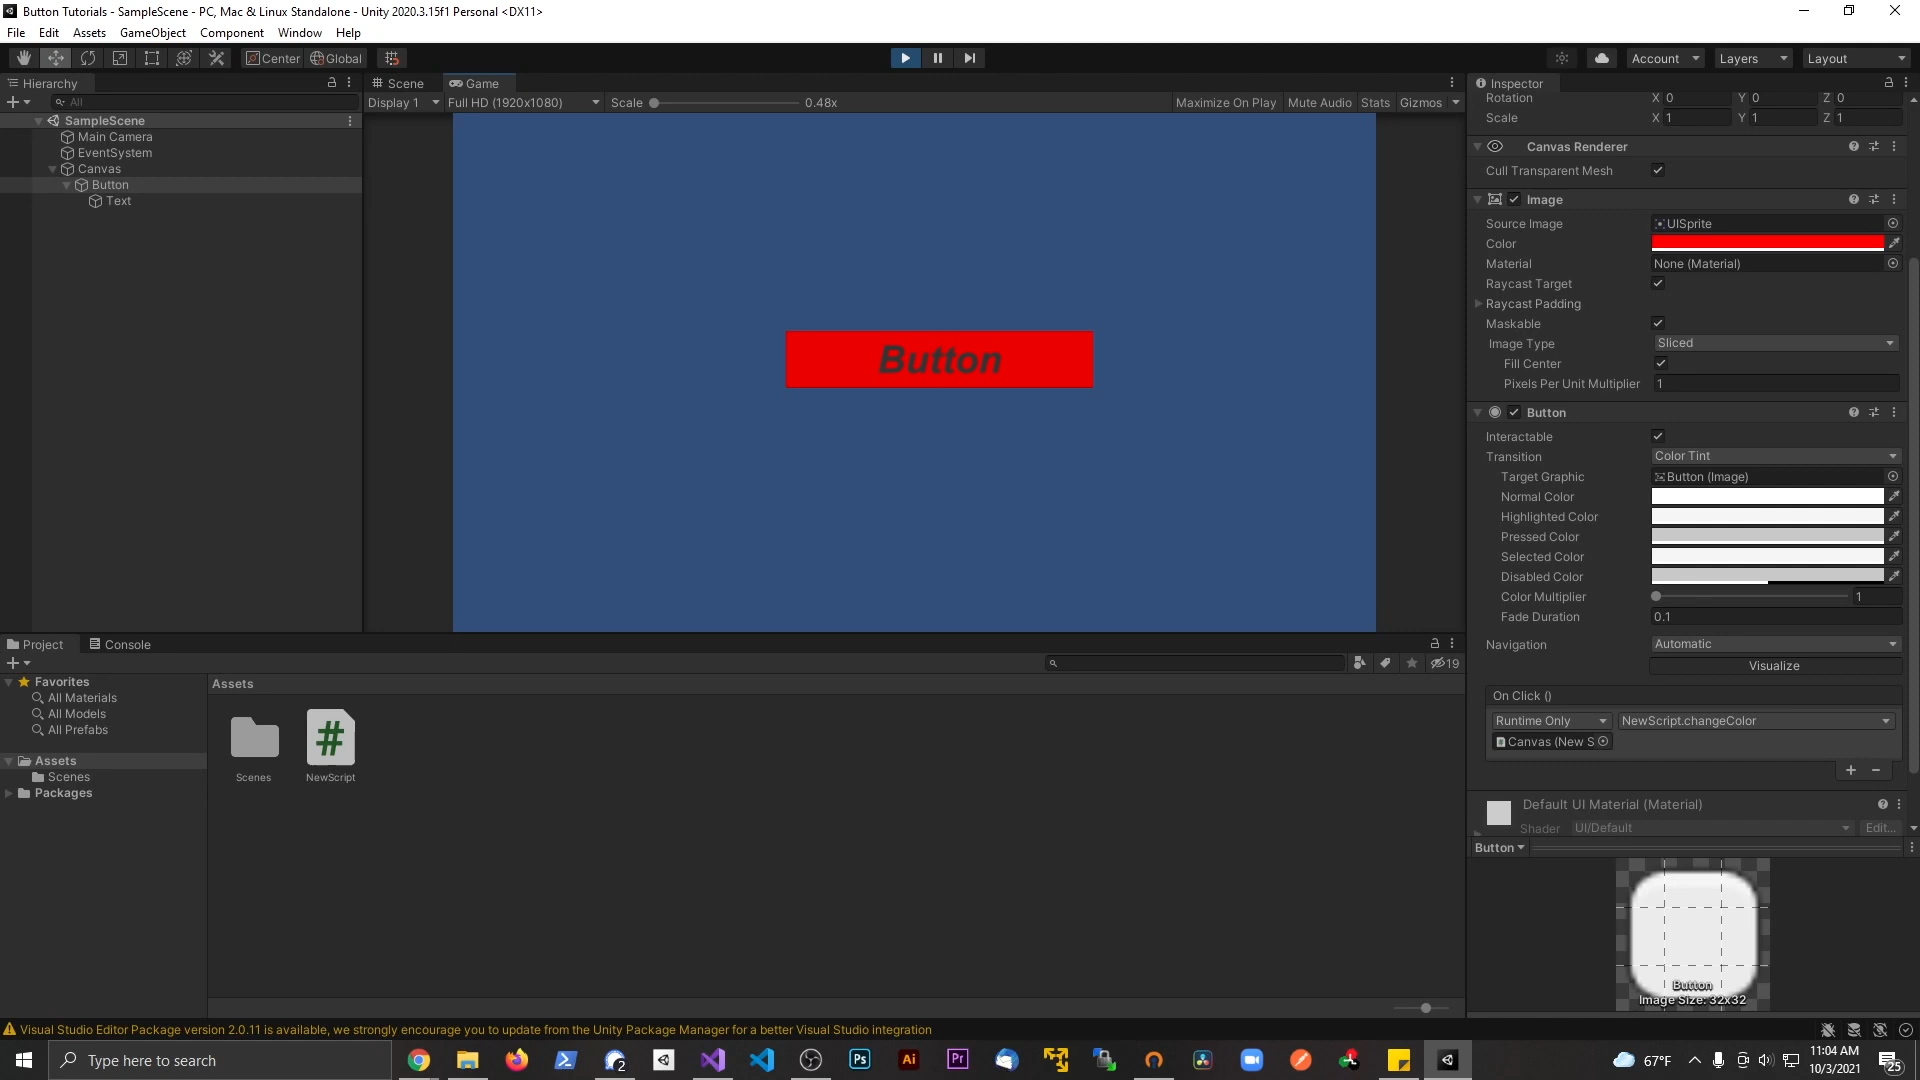 Button Tutorials - SampleScene - PC, Mac & Linux Standalone - Unity 2020.3.15f1 Personal <DX11>
File Edit Assets GameObject Component Window Help
Center Global Account Layers Layout
Hierarchy
All
SampleScene
Main Camera
EventSystem
Canvas
Button
Text
Scene Game
Display 1 Full HD (1920x1080) Scale 0.48x Maximize On Play Mute Audio Stats Gizmos
Button
Inspector
Rotation X 0 Y 0 Z 0
Scale X 1 Y 1 Z 1
Canvas Renderer
Cull Transparent Mesh
Image
Source Image UISprite
Color
Material None (Material)
Raycast Target
Raycast Padding
Maskable
Image Type Sliced
Fill Center
Pixels Per Unit Multiplier 1
Button
Interactable
Transition Color Tint
Target Graphic Button (Image)
Normal Color
Highlighted Color
Pressed Color
Selected Color
Disabled Color
Color Multiplier 1
Fade Duration 0.1
Navigation Automatic
Visualize
On Click ()
Runtime Only NewScript.changeColor
Canvas (New S
Default UI Material (Material)
Shader UI/Default Edit...
Button
Button
Image Size: 32x32
Project Console
19
Favorites
All Materials
All Models
All Prefabs
Assets
Scenes
Packages
Assets
Scenes
#
NewScript
Visual Studio Editor Package version 2.0.11 is available, we strongly encourage you to update from the Unity Package Manager for a better Visual Studio integration
Type here to search
2
Ps
Ai
Pr
67°F
11:04 AM
10/3/2021
25